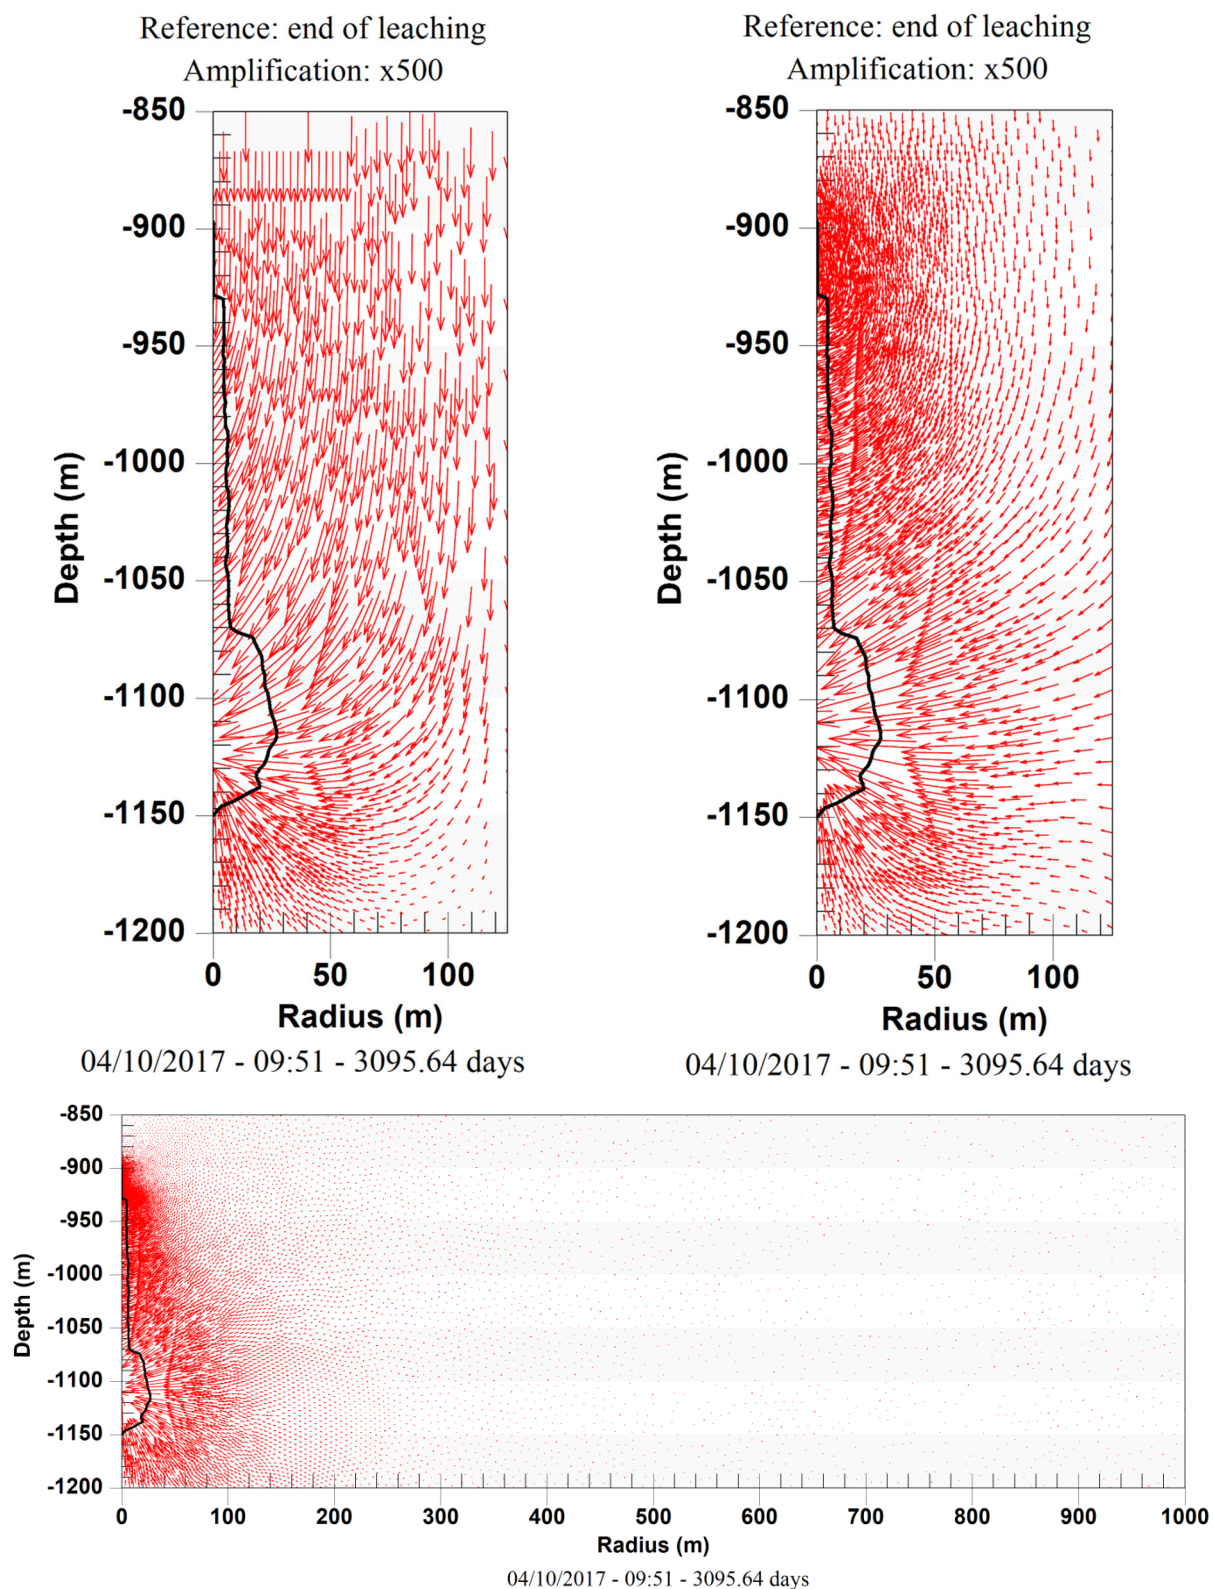 Reference: end of leaching
Amplification: x500
-850
-900
-950
-1000
-1050
-1100
-1150
-1200
Depth (m)
0 50 100
Radius (m)
04/10/2017 - 09:51 - 3095.64 days
Reference: end of leaching
Amplification: x500
-850
-900
-950
-1000
-1050
-1100
-1150
-1200
Depth (m)
0 50 100
Radius (m)
04/10/2017 - 09:51 - 3095.64 days
-850
-900
-950
-1000
-1050
-1100
-1150
-1200
Depth (m)
0 100 200 300 400 500 600 700 800 900 1000
Radius (m)
04/10/2017 - 09:51 - 3095.64 days